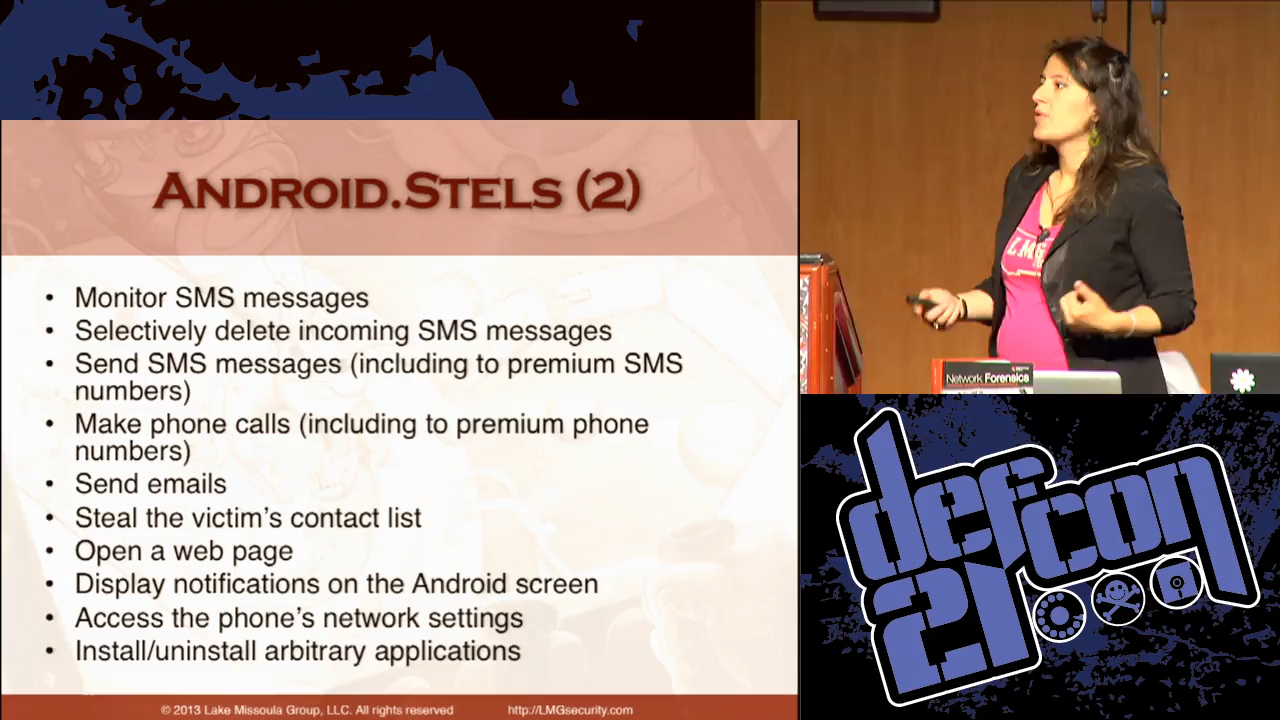 ANDROID.STELS (2)
• Monitor SMS messages
• Selectively delete incoming SMS messages
• Send SMS messages (including to premium SMS
numbers)
• Make phone calls (including to premium phone
numbers)
• Send emails
• Steal the victim's contact list
• Open a web page
• Display notifications on the Android screen
• Access the phone's network settings
• Install/uninstall arbitrary applications
© 2013 Lake Missoula Group, LLC. All rights reserved http://LMGsecurity.com
LMG
Network Forensics
defcon
21